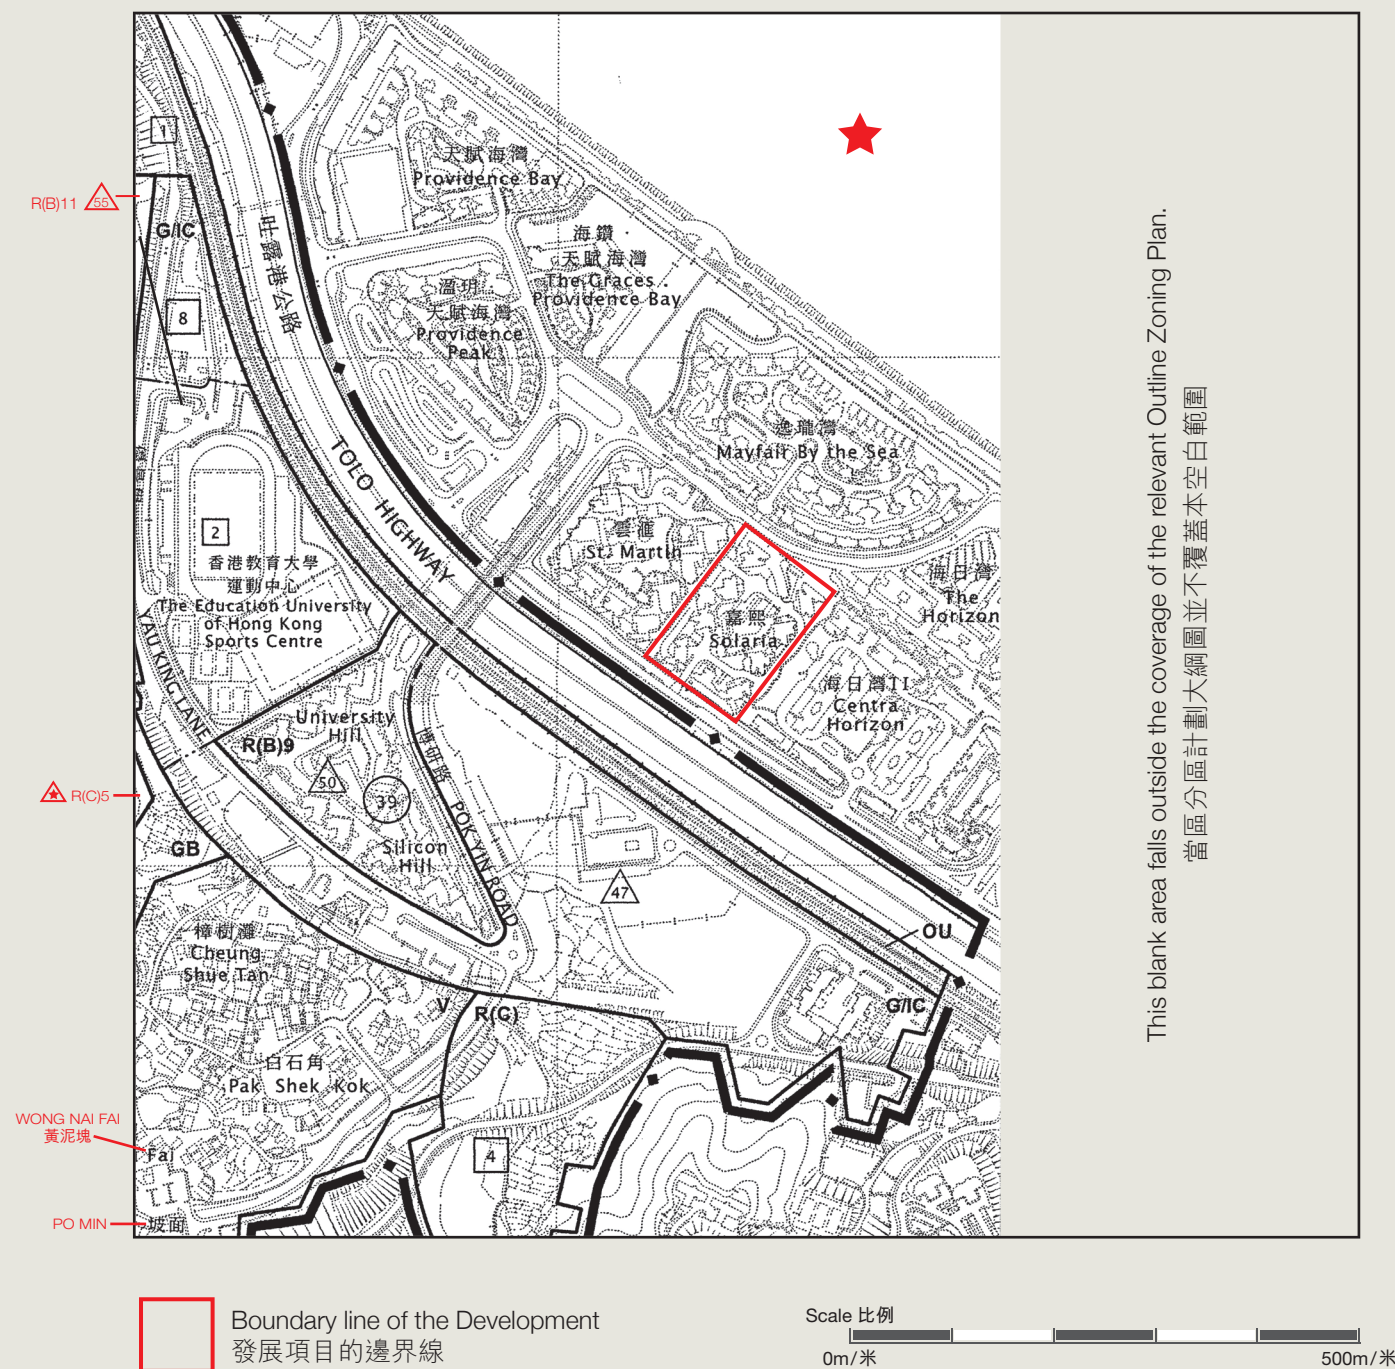 1
R(B)11
55
G/IC
8
2
吐露港公路
TOLO HIGHWAY
天賦海灣
Providence Bay
海鑽．
天賦海灣
The Graces .
Providence Bay
溋玥．
天賦海灣
Providence
Peak
逸瓏灣
Mayfair By the Sea
雲滙
St. Martin
嘉熙
Solaria
海日灣
The
Horizon
海日灣II
Centra
Horizon
香港教育大學
運動中心
The Education University
of Hong Kong
Sports Centre
YAU KING LANE
University
Hill
R(B)9
50
39
Silicon
Hill
博研路 POK YIN ROAD
47
R(C)5
GB
樟樹灘
Cheung
Shue Tan
OU
G/IC
V
R(C)
白石角
Pak Shek Kok
WONG NAI FAI
黃泥塊
Fai
4
PO MIN
坡面
This blank area falls outside the coverage of the relevant Outline Zoning Plan.
當區分區計劃大綱圖並不覆蓋本空白範圍
Boundary line of the Development
發展項目的邊界線
Scale 比例
0m/米
500m/米